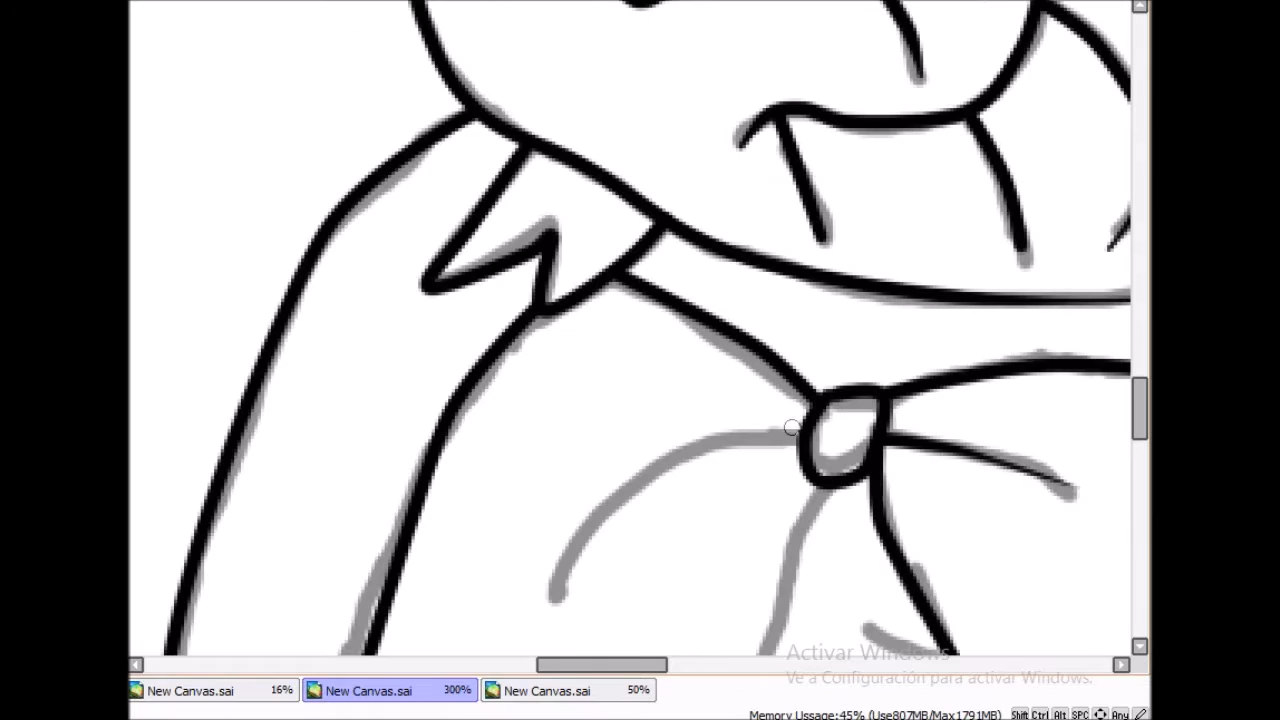 Activar Windows
Ve a Configuración para activar Windows.
New Canvas.sai 16% New Canvas.sai 300% New Canvas.sai 50%
Memory Ussage:45% (Use807MB/Max1791MB) Shift Ctrl Alt SPC Any